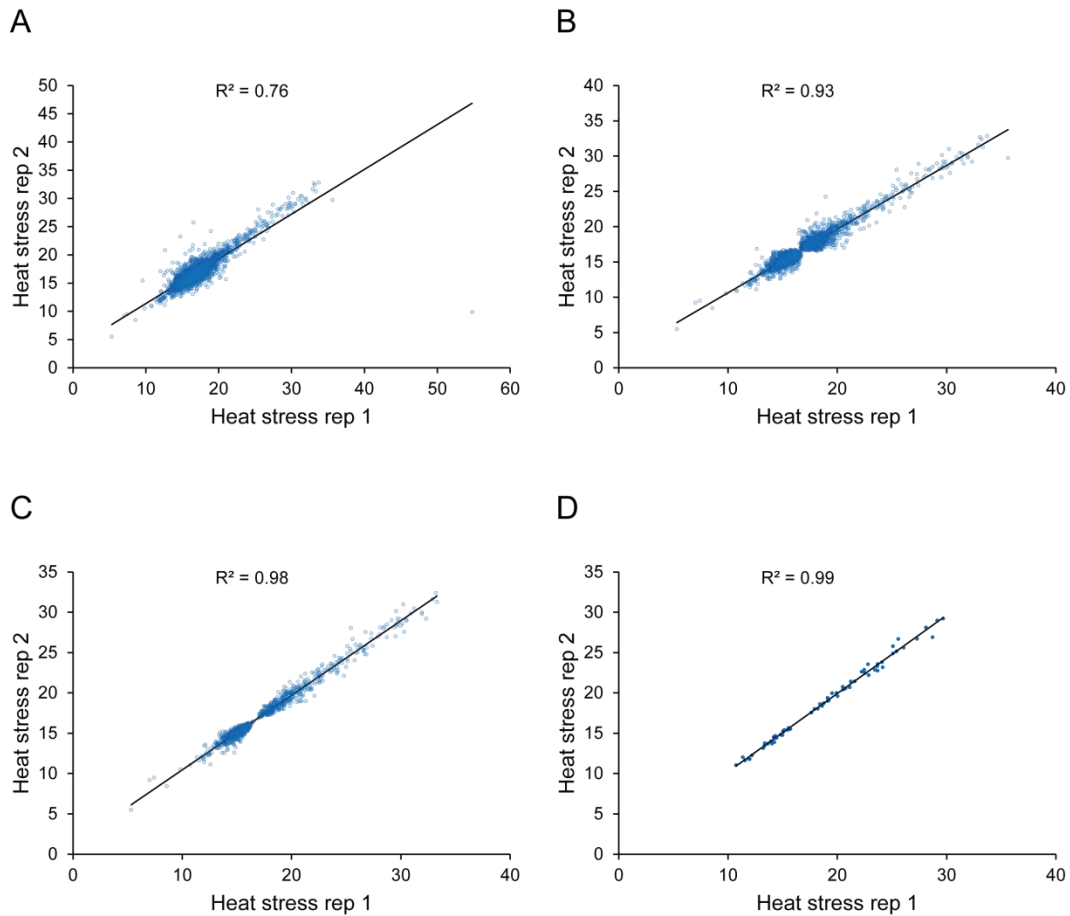 A
R² = 0.76
Heat stress rep 2
50
45
40
35
30
25
20
15
10
5
0
0 10 20 30 40 50 60
Heat stress rep 1
B
R² = 0.93
Heat stress rep 2
40
35
30
25
20
15
10
5
0
0 10 20 30 40
Heat stress rep 1
C
R² = 0.98
Heat stress rep 2
35
30
25
20
15
10
5
0
0 10 20 30 40
Heat stress rep 1
D
R² = 0.99
Heat stress rep 2
35
30
25
20
15
10
5
0
0 10 20 30 40
Heat stress rep 1